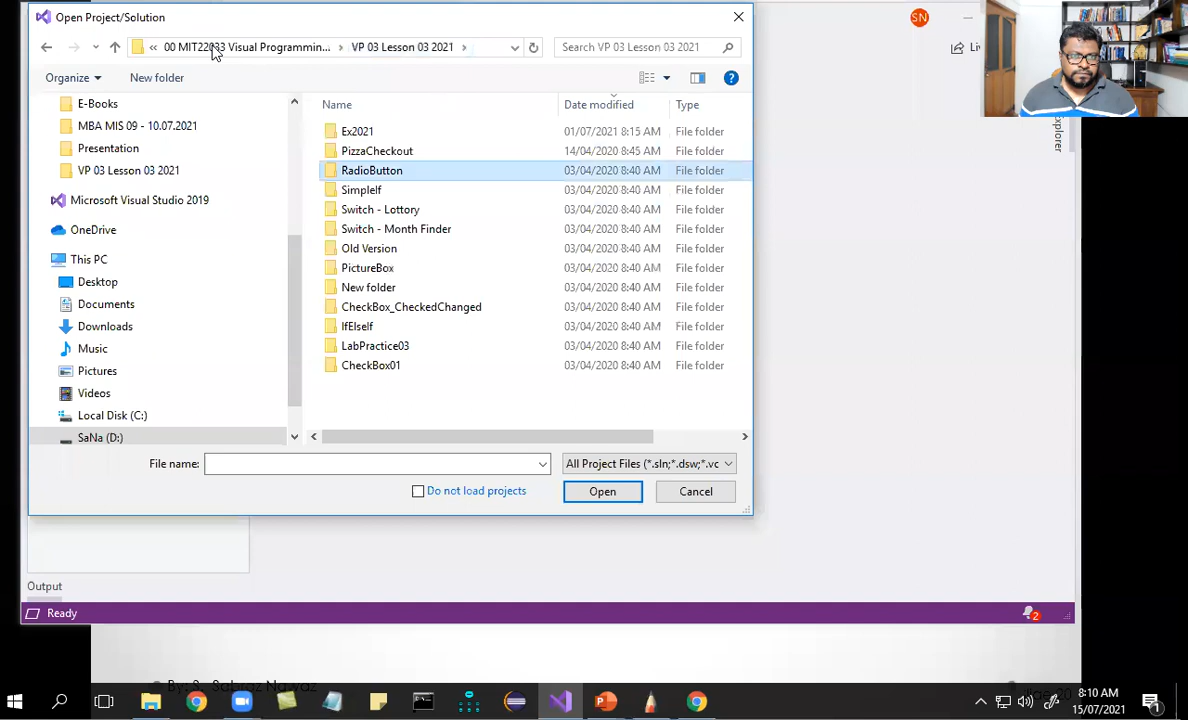 Open Project/Solution
SN
« 00 MIT22033 Visual Programmin... › VP 03 Lesson 03 2021 ›
Search VP 03 Lesson 03 2021
Organize
New folder
?
E-Books
MBA MIS 09 - 10.07.2021
Presentation
VP 03 Lesson 03 2021
Microsoft Visual Studio 2019
OneDrive
This PC
Desktop
Documents
Downloads
Music
Pictures
Videos
Local Disk (C:)
SaNa (D:)
Name Date modified Type
Ex2021 01/07/2021 8:15 AM File folder
PizzaCheckout 14/04/2020 8:45 AM File folder
RadioButton 03/04/2020 8:40 AM File folder
SimpleIf 03/04/2020 8:40 AM File folder
Switch - Lottory 03/04/2020 8:40 AM File folder
Switch - Month Finder 03/04/2020 8:40 AM File folder
Old Version 03/04/2020 8:40 AM File folder
PictureBox 03/04/2020 8:40 AM File folder
New folder 03/04/2020 8:40 AM File folder
CheckBox_CheckedChanged 03/04/2020 8:40 AM File folder
IfElseIf 03/04/2020 8:40 AM File folder
LabPractice03 03/04/2020 8:40 AM File folder
CheckBox01 03/04/2020 8:40 AM File folder
File name:
All Project Files (*.sln;*.dsw;*.vc
Do not load projects
Open
Cancel
Li
Explorer
Output
Ready
2
By: S. Sabraz Nawaz
20
8:10 AM
15/07/2021
1